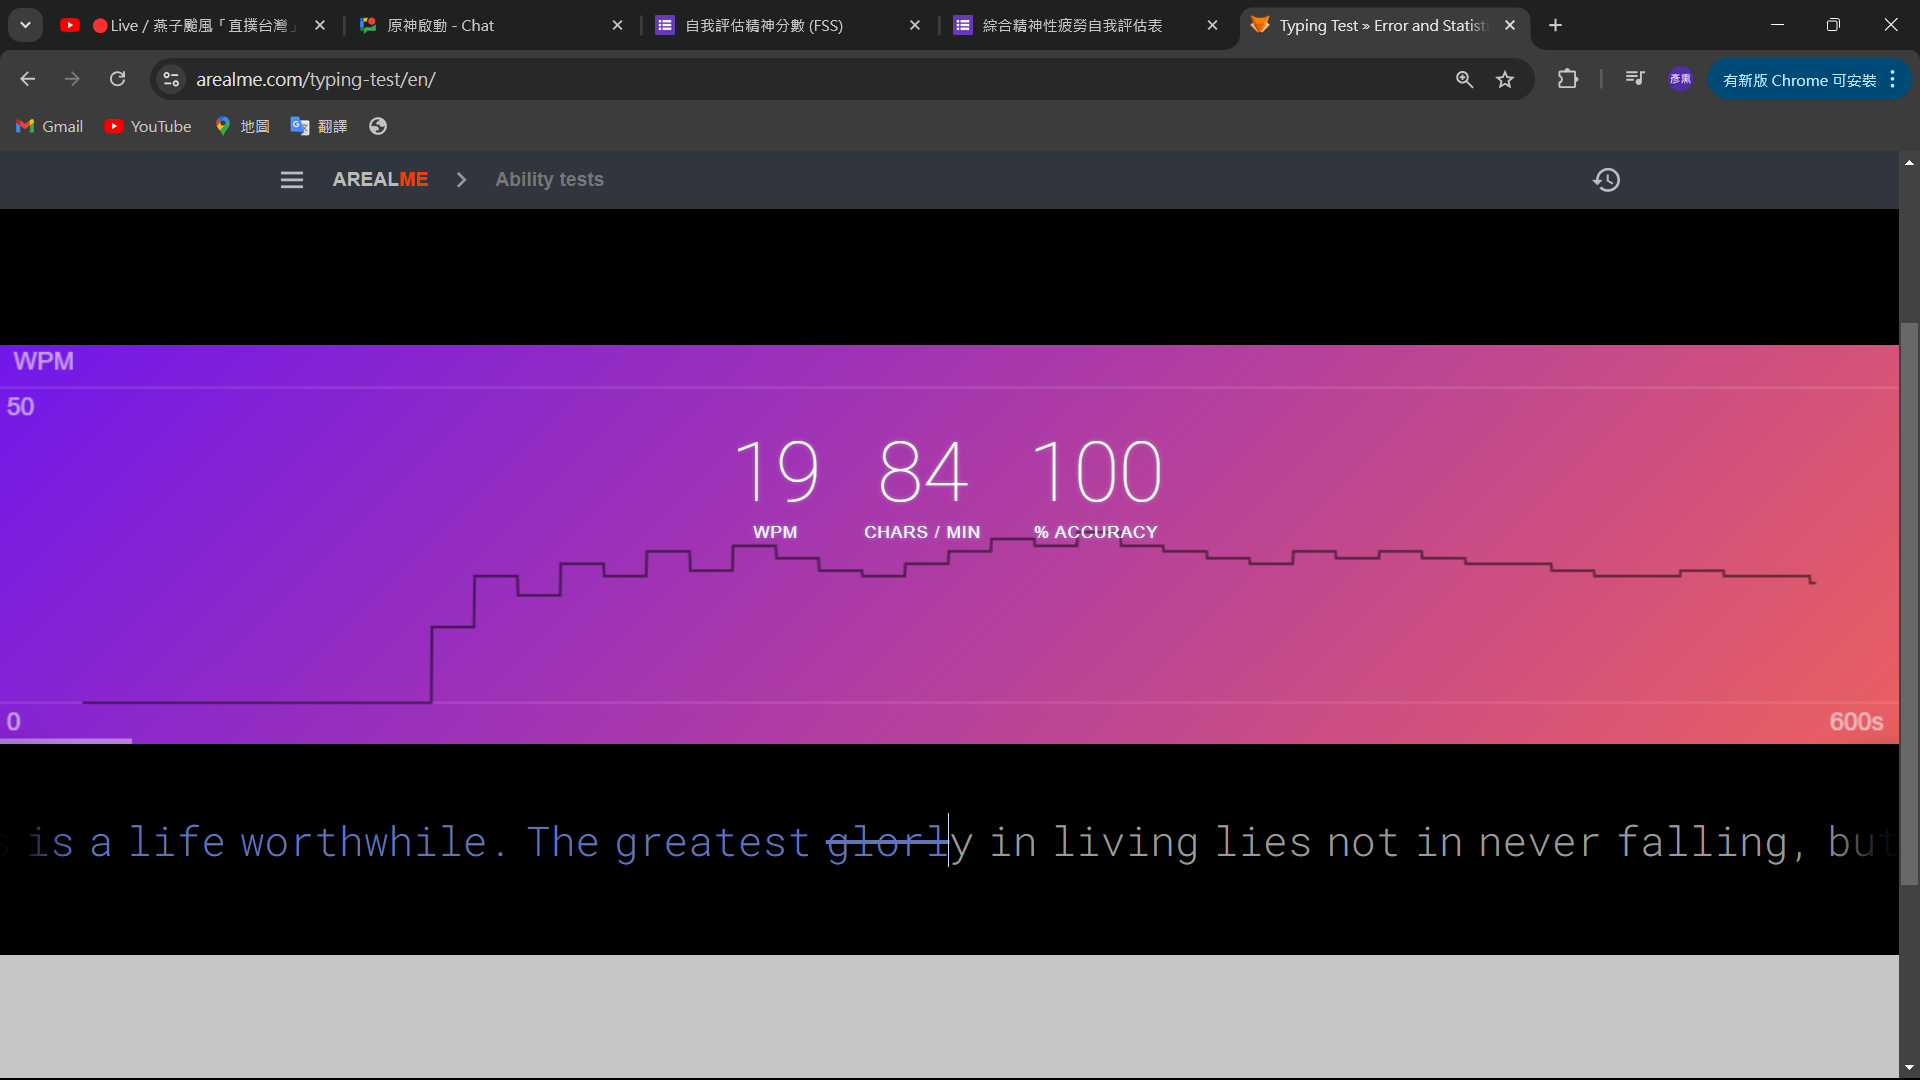 Live / 燕子颱風「直撲台灣」
原神啟動 - Chat
自我評估精神分數 (FSS)
綜合精神性疲勞自我評估表
Typing Test » Error and Statisti
arealme.com/typing-test/en/
彥熏
有新版 Chrome 可安裝
Gmail
YouTube
地圖
翻譯
AREALME
Ability tests
WPM
50
19 84 100
WPM CHARS / MIN % ACCURACY
0
600s
is a life worthwhile. The greatest glorly in living lies not in never falling, but